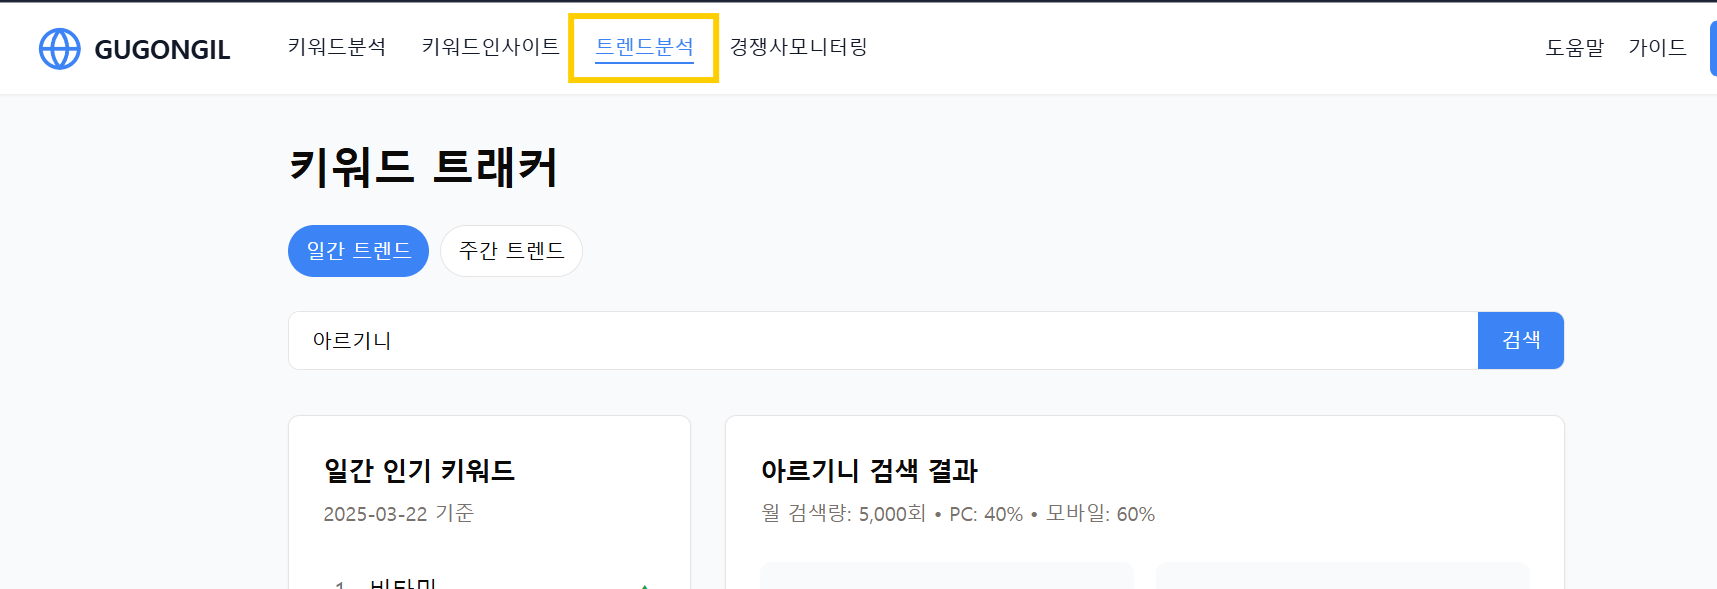 GUGONGIL 키워드분석 키워드인사이트 트렌드분석 경쟁사모니터링 도움말 가이드
키워드 트래커
일간 트렌드 주간 트렌드
아르기니 검색
일간 인기 키워드
2025-03-22 기준
아르기니 검색 결과
월 검색량: 5,000회 • PC: 40% • 모바일: 60%